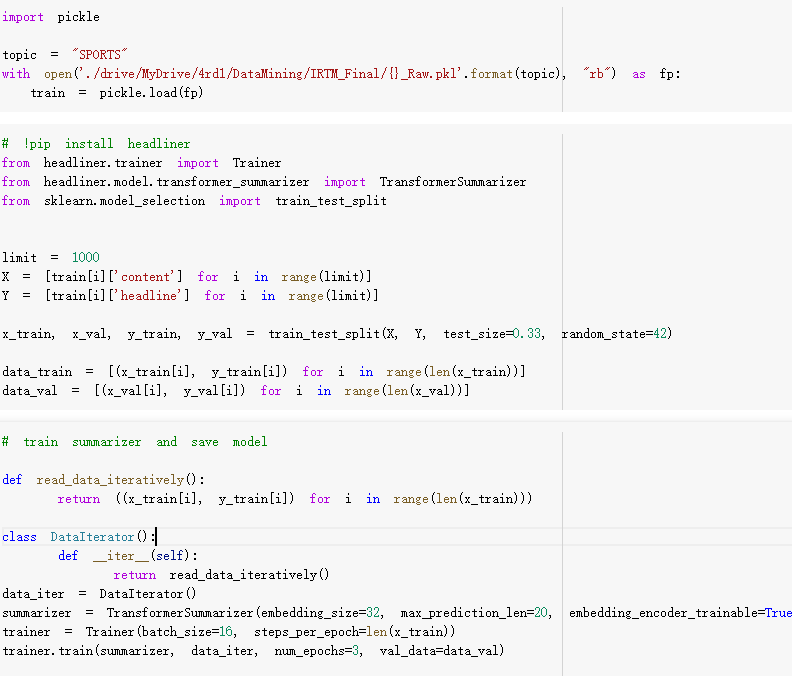 import pickle
topic = "SPORTS"
with open('./drive/MyDrive/4rd1/DataMining/IRTM_Final/{}_Raw.pkl'.format(topic), "rb") as fp:
train = pickle.load(fp)
# !pip install headliner
from headliner.trainer import Trainer
from headliner.model.transformer_summarizer import TransformerSummarizer
from sklearn.model_selection import train_test_split
limit = 1000
X = [train[i]['content'] for i in range(limit)]
Y = [train[i]['headline'] for i in range(limit)]
x_train, x_val, y_train, y_val = train_test_split(X, Y, test_size=0.33, random_state=42)
data_train = [(x_train[i], y_train[i]) for i in range(len(x_train))]
data_val = [(x_val[i], y_val[i]) for i in range(len(x_val))]
# train summarizer and save model
def read_data_iteratively():
return ((x_train[i], y_train[i]) for i in range(len(x_train)))
class DataIterator():
def __iter__(self):
return read_data_iteratively()
data_iter = DataIterator()
summarizer = TransformerSummarizer(embedding_size=32, max_prediction_len=20, embedding_encoder_trainable=True
trainer = Trainer(batch_size=16, steps_per_epoch=len(x_train))
trainer.train(summarizer, data_iter, num_epochs=3, val_data=data_val)